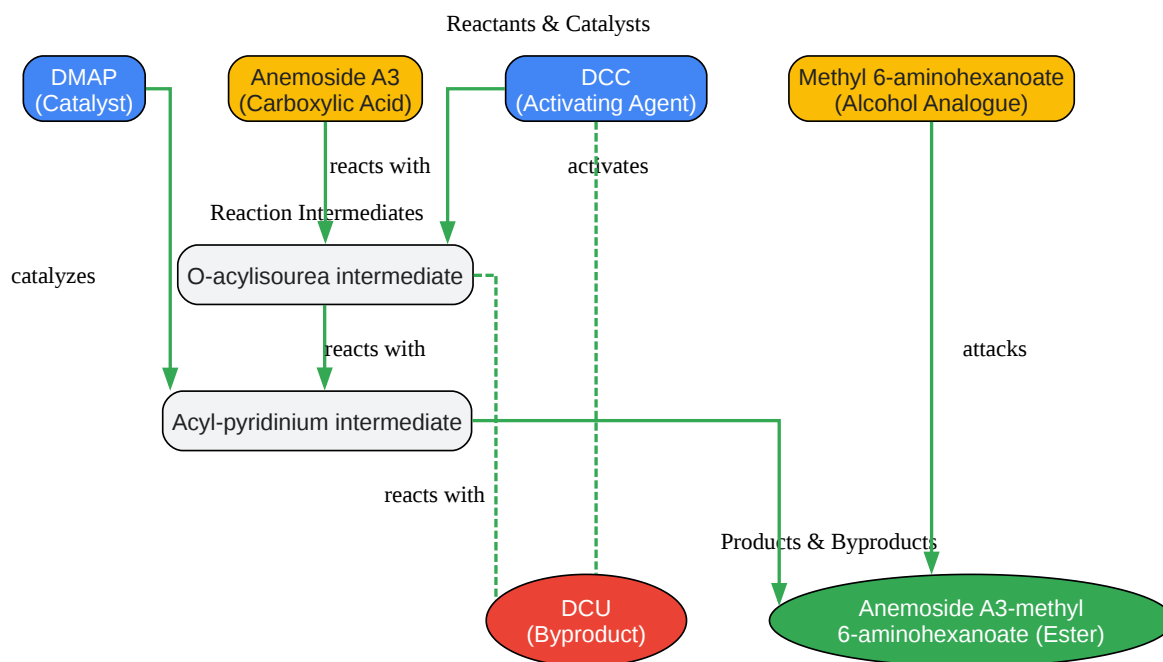 Reactants & Catalysts
DMAP
(Catalyst)
Anemoside A3
(Carboxylic Acid)
DCC
(Activating Agent)
Methyl 6-aminohexanoate
(Alcohol Analogue)
reacts with
activates
Reaction Intermediates
catalyzes
O-acylisourea intermediate
reacts with
attacks
Acyl-pyridinium intermediate
reacts with
Products & Byproducts
DCU
(Byproduct)
Anemoside A3-methyl
6-aminohexanoate (Ester)